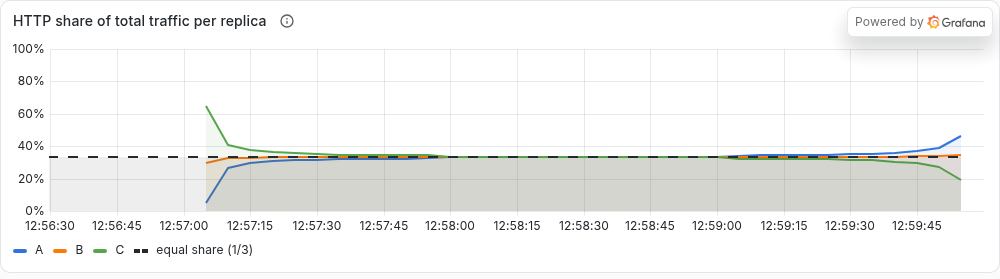 HTTP share of total traffic per replica
Powered by Grafana
100%
80%
60%
40%
20%
0%
12:56:30 12:56:45 12:57:00 12:57:15 12:57:30 12:57:45 12:58:00 12:58:15 12:58:30 12:58:45 12:59:00 12:59:15 12:59:30 12:59:45
A B C equal share (1/3)